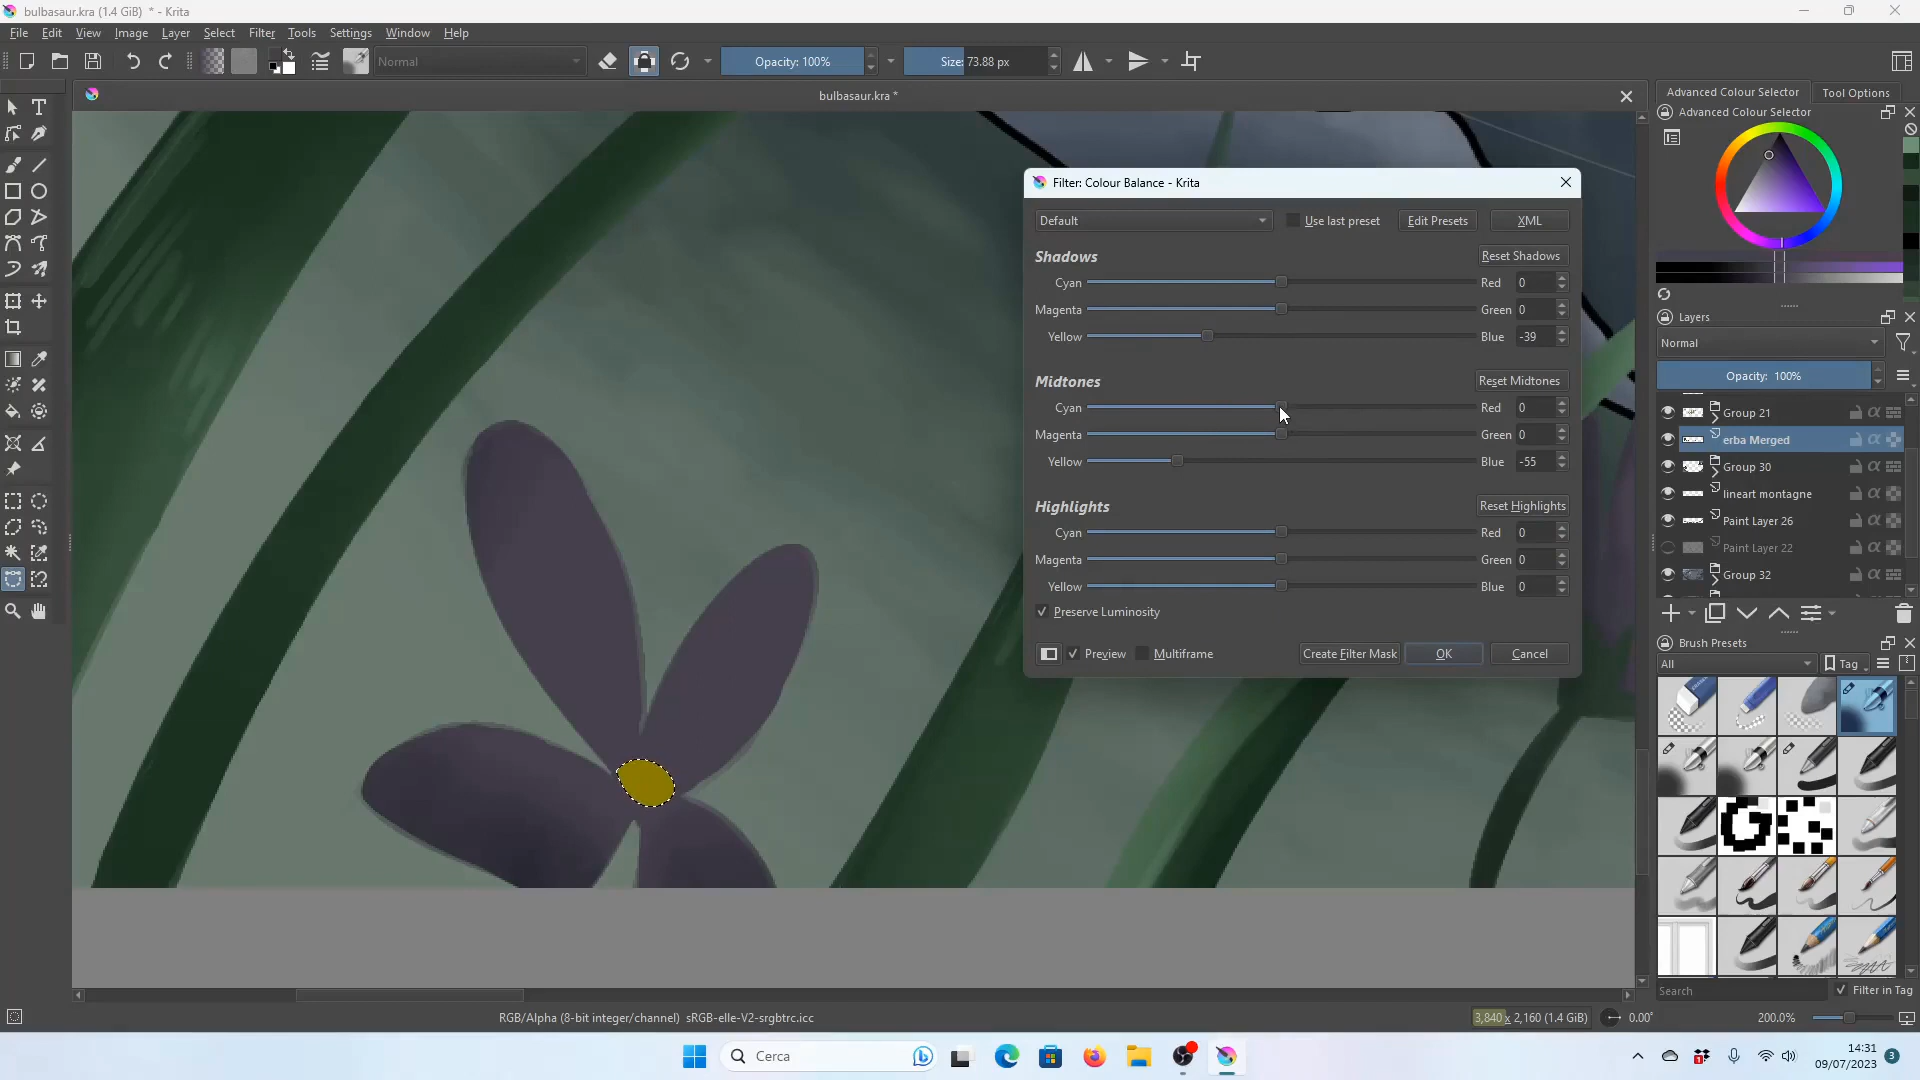 bulbasaur.kra (1.4 GiB)  * - Krita
File Edit View Image Layer Select Filter Tools Settings Window Help
Normal
Opacity: 100%
Size: 73.88 px
bulbasaur.kra *
Advanced Colour Selector
Tool Options
Advanced Colour Selector
Filter: Colour Balance - Krita
Default
Use last preset
Edit Presets
XML
Shadows
Reset Shadows
Cyan Red 0
Magenta Green 0
Yellow Blue -39
Midtones
Reset Midtones
Cyan Red 0
Magenta Green 0
Yellow Blue -55
Highlights
Reset Highlights
Cyan Red 0
Magenta Green 0
Yellow Blue 0
Preserve Luminosity
Preview
Multiframe
Create Filter Mask
OK
Cancel
Layers
Normal
Opacity: 100%
Group 21
erba Merged
Group 30
lineart montagne
Paint Layer 26
Paint Layer 22
Group 32
Brush Presets
All
Tag
Search
Filter in Tag
RGB/Alpha (8-bit integer/channel)  sRGB-elle-V2-srgbtrc.icc
3,840 x 2,160 (1.4 GiB)
0.00°
200.0%
Cerca
14:31
09/07/2023
3